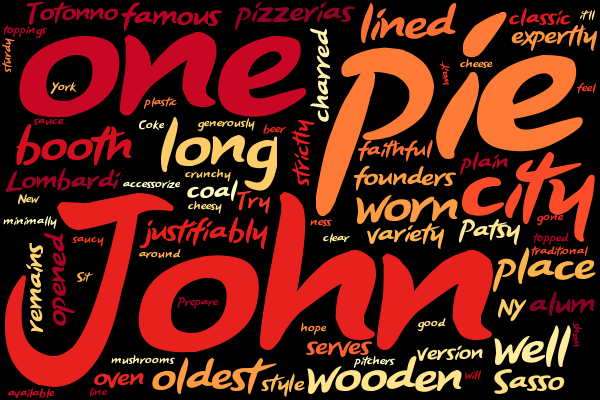 Totonno famous pizzerias lined classic it'll
toppings expertly
sturdy one charred pie
York plastic wait cheese feel
sauce Coke generously beer strictly
booth long faithful plain city
crunchy
Lombardi accessorize coal founders
New cheesy Try worn gone
minimally John justifiably ness variety Patsy
saucy clear topped
remains opened around traditional
Sit place
Prepare NY alum
hope good
mushrooms serves pitchers version well
oven oldest style wooden will Sasso
available line